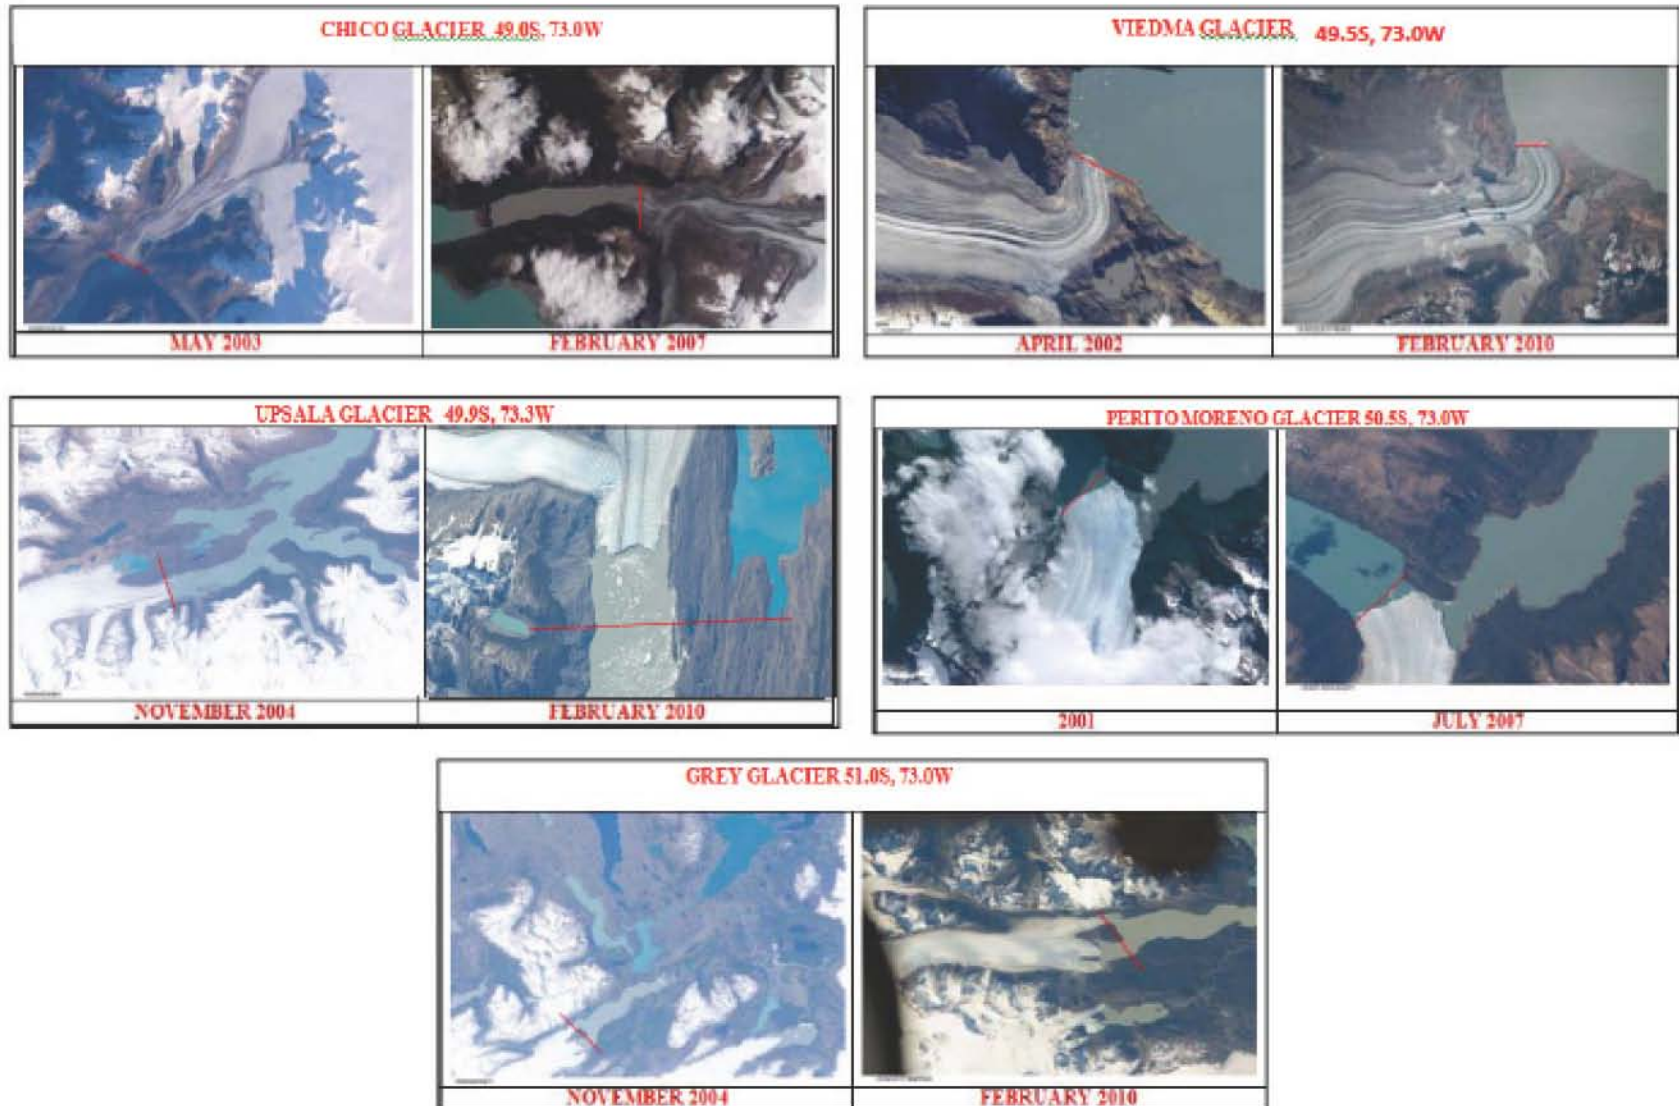 CHICO GLACIER 49.0S, 73.0W
MAY 2003
FEBRUARY 2007
VIEDMA GLACIER 49.5S, 73.0W
APRIL 2002
FEBRUARY 2010
UPSALA GLACIER 49.9S, 73.3W
NOVEMBER 2004
FEBRUARY 2010
PERITO MORENO GLACIER 50.5S, 73.0W
2001
JULY 2007
GREY GLACIER 51.0S, 73.0W
NOVEMBER 2004
FEBRUARY 2010